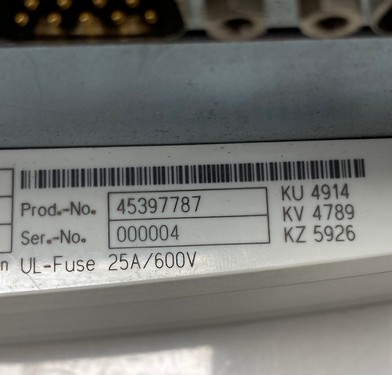 Prod.-No. 45397787 KU 4914
KV 4789
Ser.-No. 000004 KZ 5926
n UL-Fuse 25A/600V